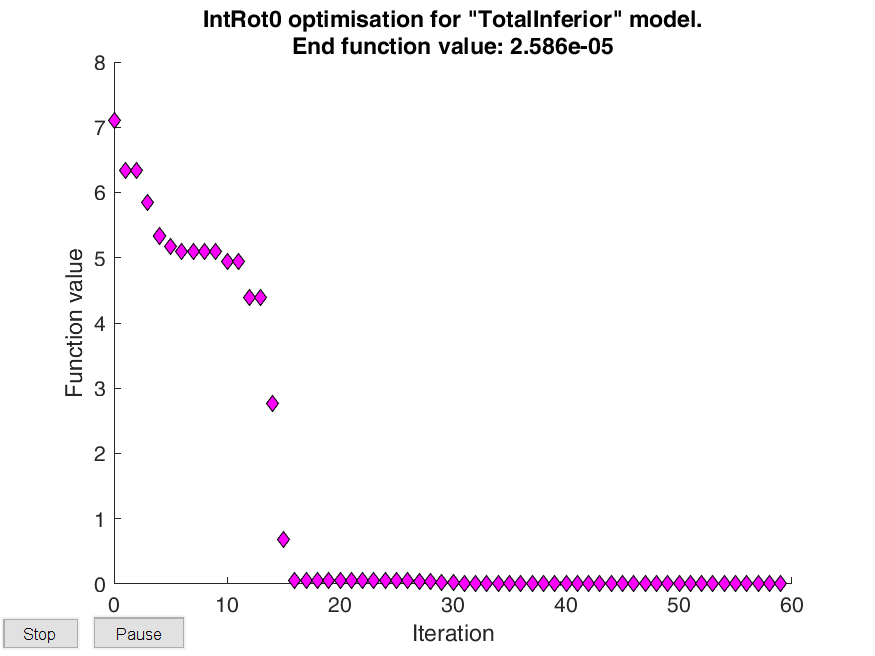 IntRot0 optimisation for "TotalInferior" model.
End function value: 2.586e-05
8
7
6
5
4
3
2
1
0
Function value
0 10 20 30 40 50 60
Iteration
Stop Pause